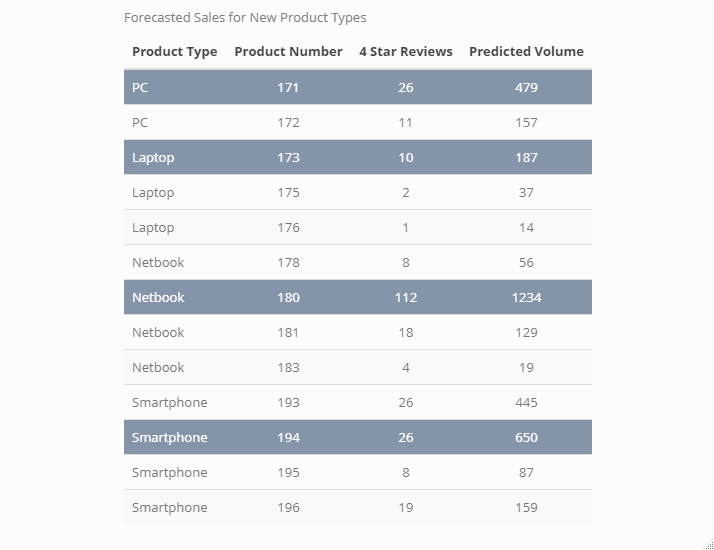 Forecasted Sales for New Product Types
Product Type Product Number 4 Star Reviews Predicted Volume
PC 171 26 479
PC 172 11 157
Laptop 173 10 187
Laptop 175 2 37
Laptop 176 1 14
Netbook 178 8 56
Netbook 180 112 1234
Netbook 181 18 129
Netbook 183 4 19
Smartphone 193 26 445
Smartphone 194 26 650
Smartphone 195 8 87
Smartphone 196 19 159